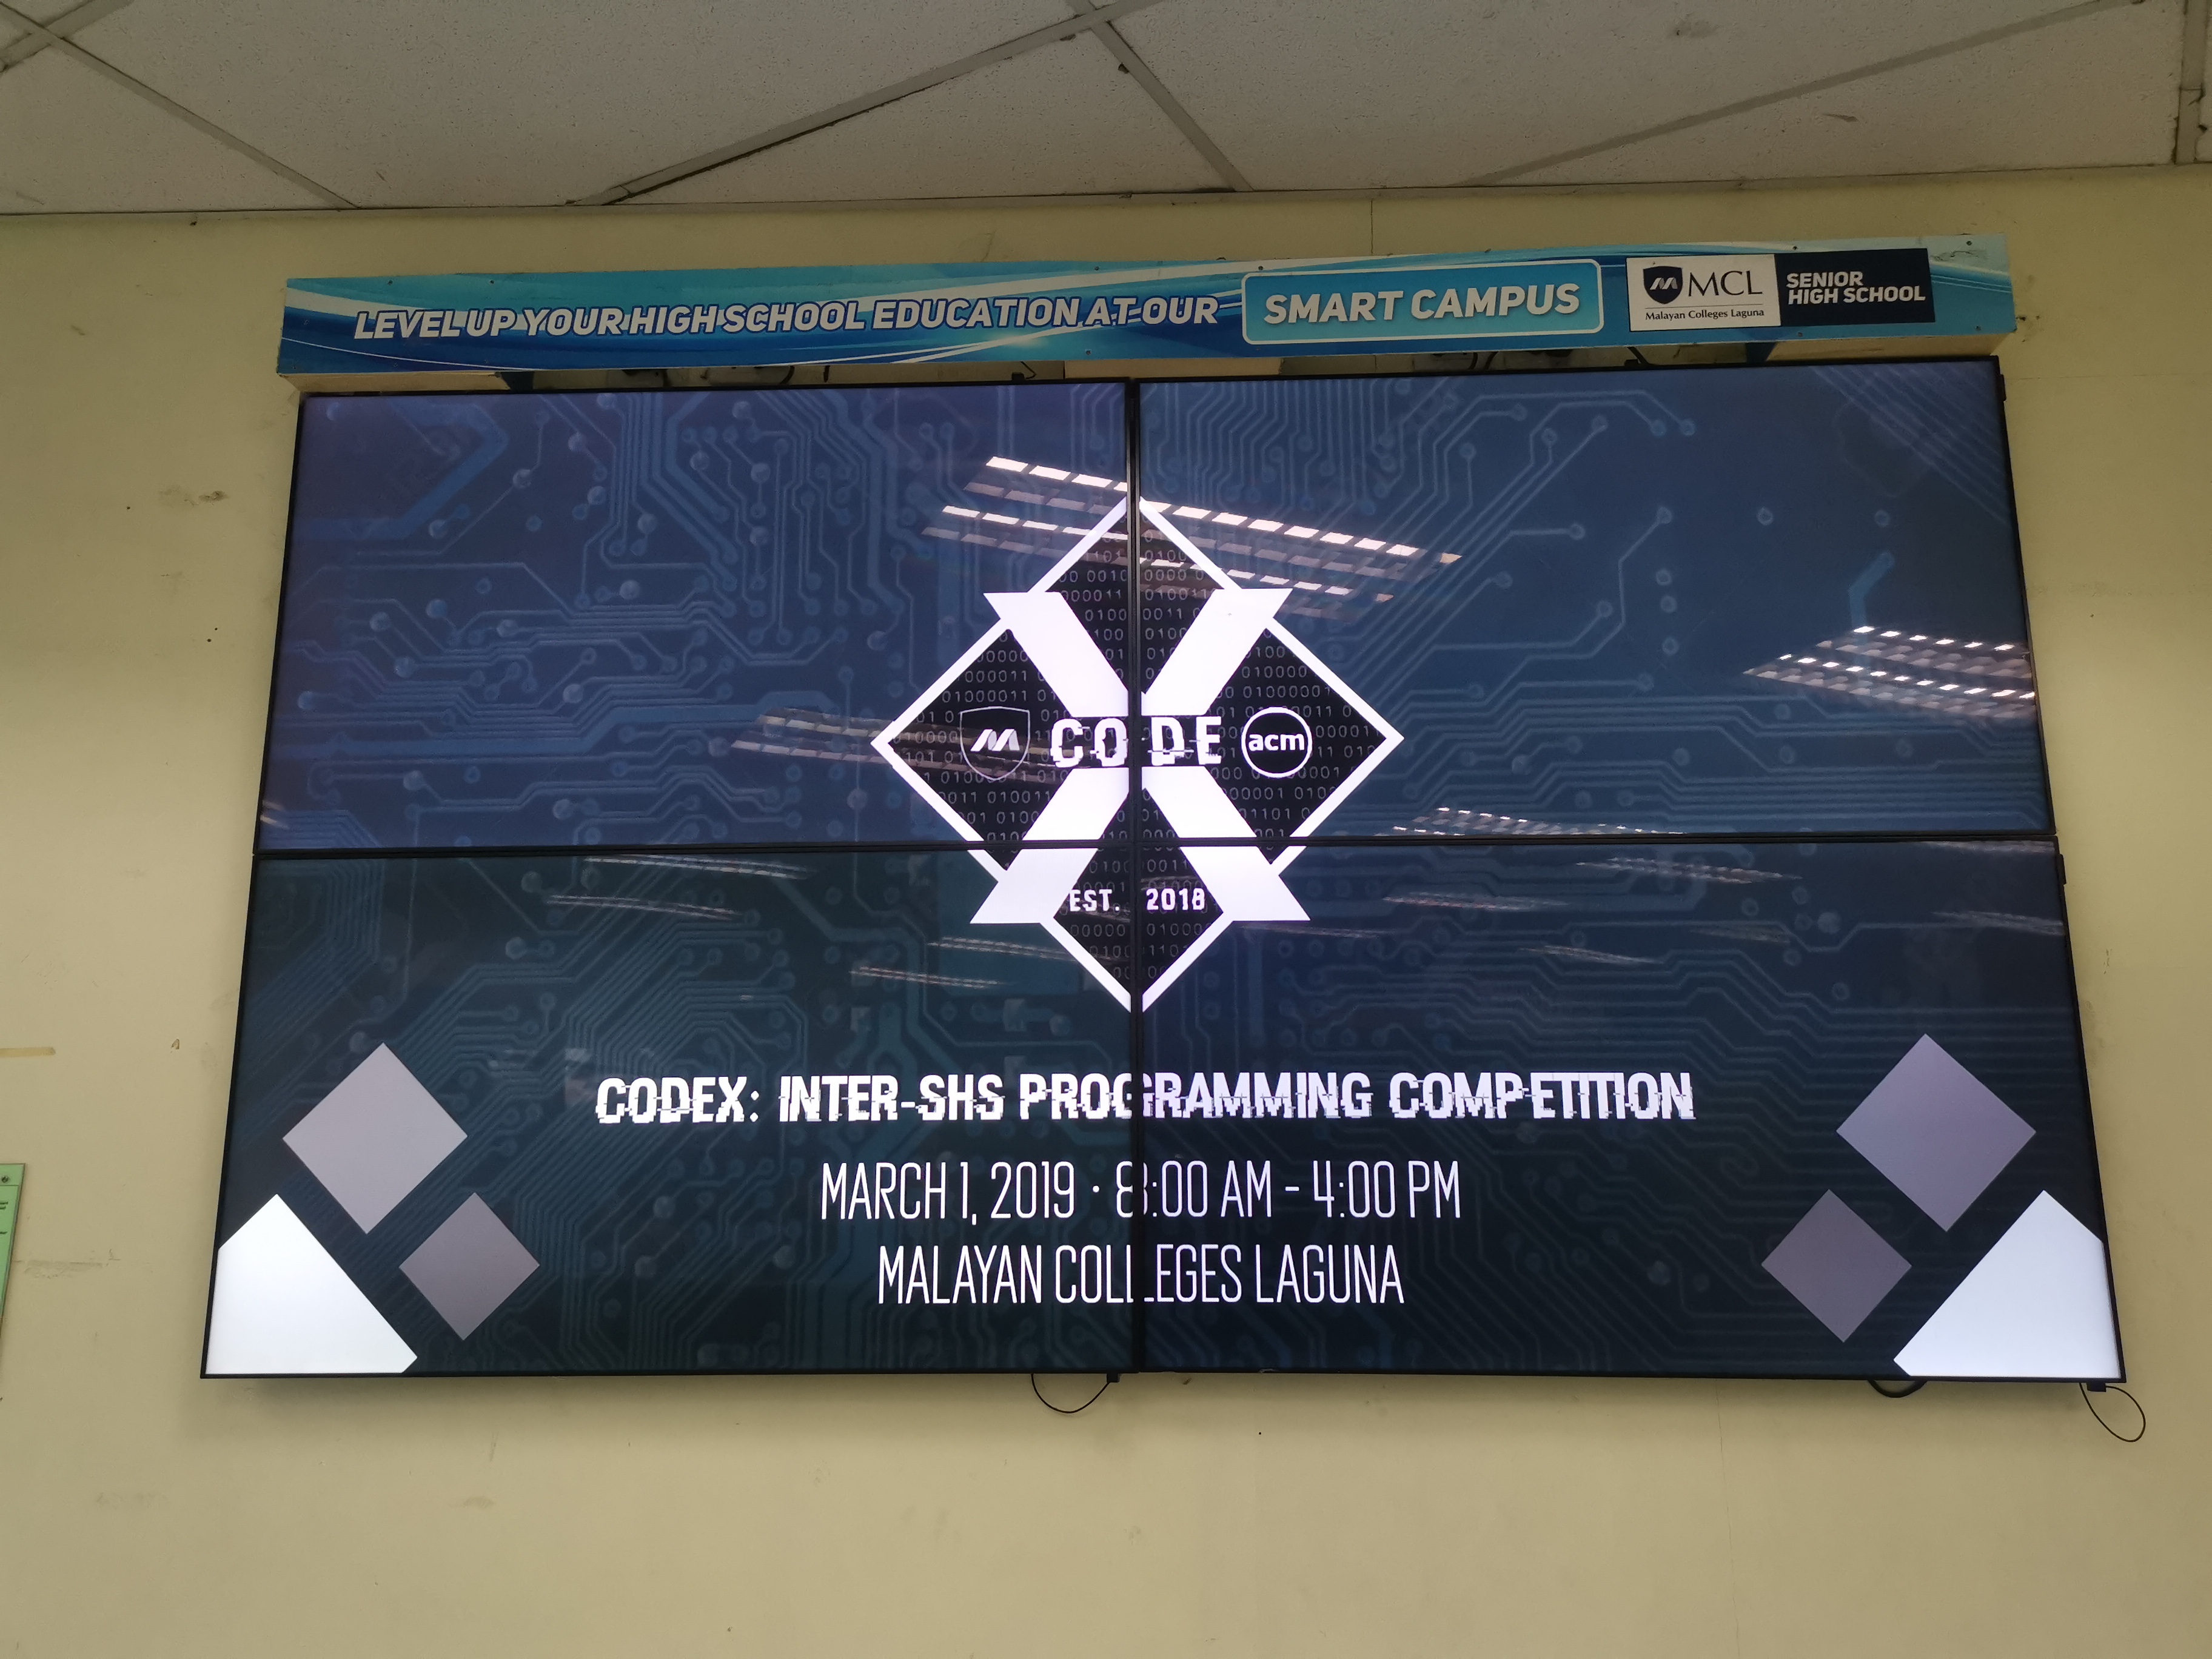 LEVEL UP YOUR HIGH SCHOOL EDUCATION AT OUR SMART CAMPUS
MCL
Malayan Colleges Laguna
SENIOR
HIGH SCHOOL
CODE
acm
EST. 2018
CODEX: INTER-SHS PROGRAMMING COMPETITION
MARCH 1, 2019 · 8:00 AM - 4:00 PM
MALAYAN COLLEGES LAGUNA